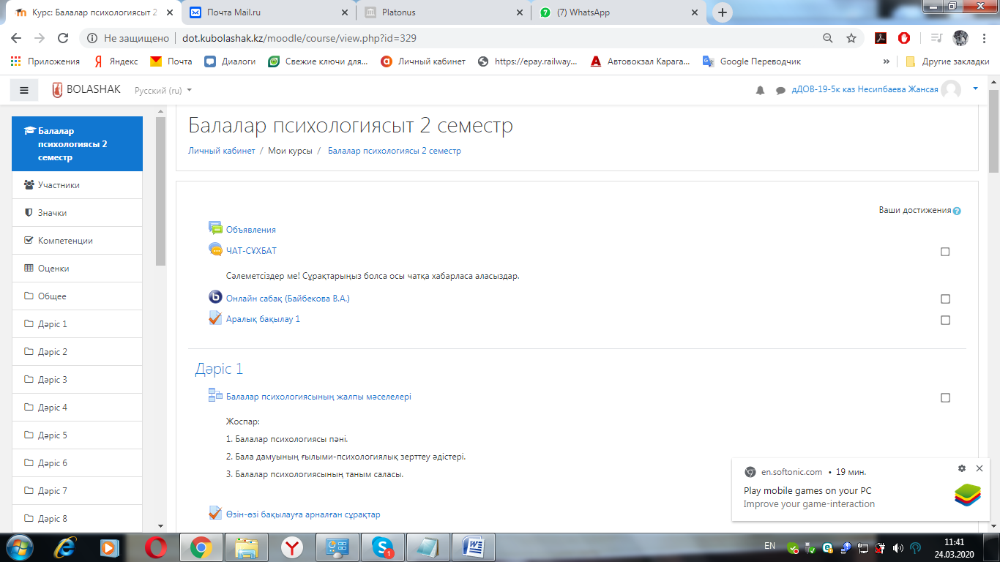 Курс: Балалар психологиясы 2
Почта Mail.ru
Platonus
(7) WhatsApp
Не защищено
dot.kubolashak.kz/moodle/course/view.php?id=329
Приложения
Яндекс
Почта
Диалоги
Свежие ключи для...
Личный кабинет
https://epay.railway...
Автовокзал Карага...
Google Переводчик
»
Другие закладки
BOLASHAK
Русский (ru)
дДОВ-19-5к каз Несипбаева Жансая
Балалар
психологиясы 2
семестр
Участники
Значки
Компетенции
Оценки
Общее
Дәріс 1
Дәріс 2
Дәріс 3
Дәріс 4
Дәріс 5
Дәріс 6
Дәріс 7
Дәріс 8
Балалар психологиясыт 2 семестр
Личный кабинет / Мои курсы / Балалар психологиясы 2 семестр
Ваши достижения
Объявления
ЧАТ-СҰХБАТ
Сәлеметсіздер ме! Сұрақтарыңыз болса осы чатқа хабарласа аласыздар.
Онлайн сабақ (Байбекова В.А.)
Аралық бақылау 1
Дәріс 1
Балалар психологиясының жалпы мәселелері
Жоспар:
1. Балалар психологиясы пәні.
2. Бала дамуының ғылыми-психологиялық зерттеу әдістері.
3. Балалар психологиясының таным саласы.
Өзін-өзі бақылауға арналған сұрақтар
en.softonic.com • 19 мин.
Play mobile games on your PC
Improve your game-interaction
EN
11:41
24.03.2020